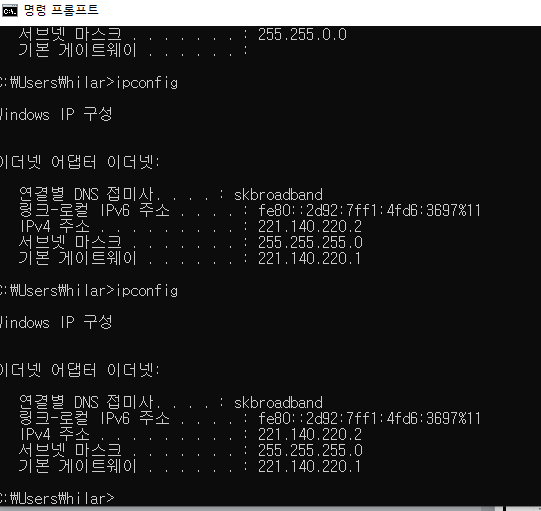 명령 프롬프트
서브넷 마스크 . . . . . . . : 255.255.0.0
기본 게이트웨이 . . . . . . :
C:₩Users₩hilar>ipconfig
Windows IP 구성
이더넷 어댑터 이더넷:
연결별 DNS 접미사. . . . : skbroadband
링크-로컬 IPv6 주소 . . . . : fe80::2d92:7ff1:4fd6:3697%11
IPv4 주소 . . . . . . . . . : 221.140.220.2
서브넷 마스크 . . . . . . . : 255.255.255.0
기본 게이트웨이 . . . . . . : 221.140.220.1
C:₩Users₩hilar>ipconfig
Windows IP 구성
이더넷 어댑터 이더넷:
연결별 DNS 접미사. . . . : skbroadband
링크-로컬 IPv6 주소 . . . . : fe80::2d92:7ff1:4fd6:3697%11
IPv4 주소 . . . . . . . . . : 221.140.220.2
서브넷 마스크 . . . . . . . : 255.255.255.0
기본 게이트웨이 . . . . . . : 221.140.220.1
C:₩Users₩hilar>